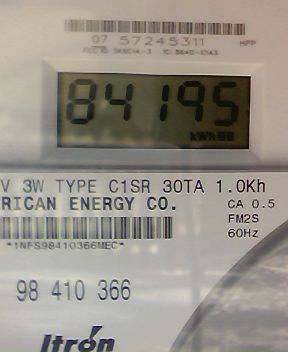 07 57245311 HPP
84195
kWh
V 3W TYPE C1SR 30TA 1.0Kh
RICAN ENERGY CO. CA 0.5
FM2S
*1NFS98410366MEC* 60Hz
98 410 366
Itron